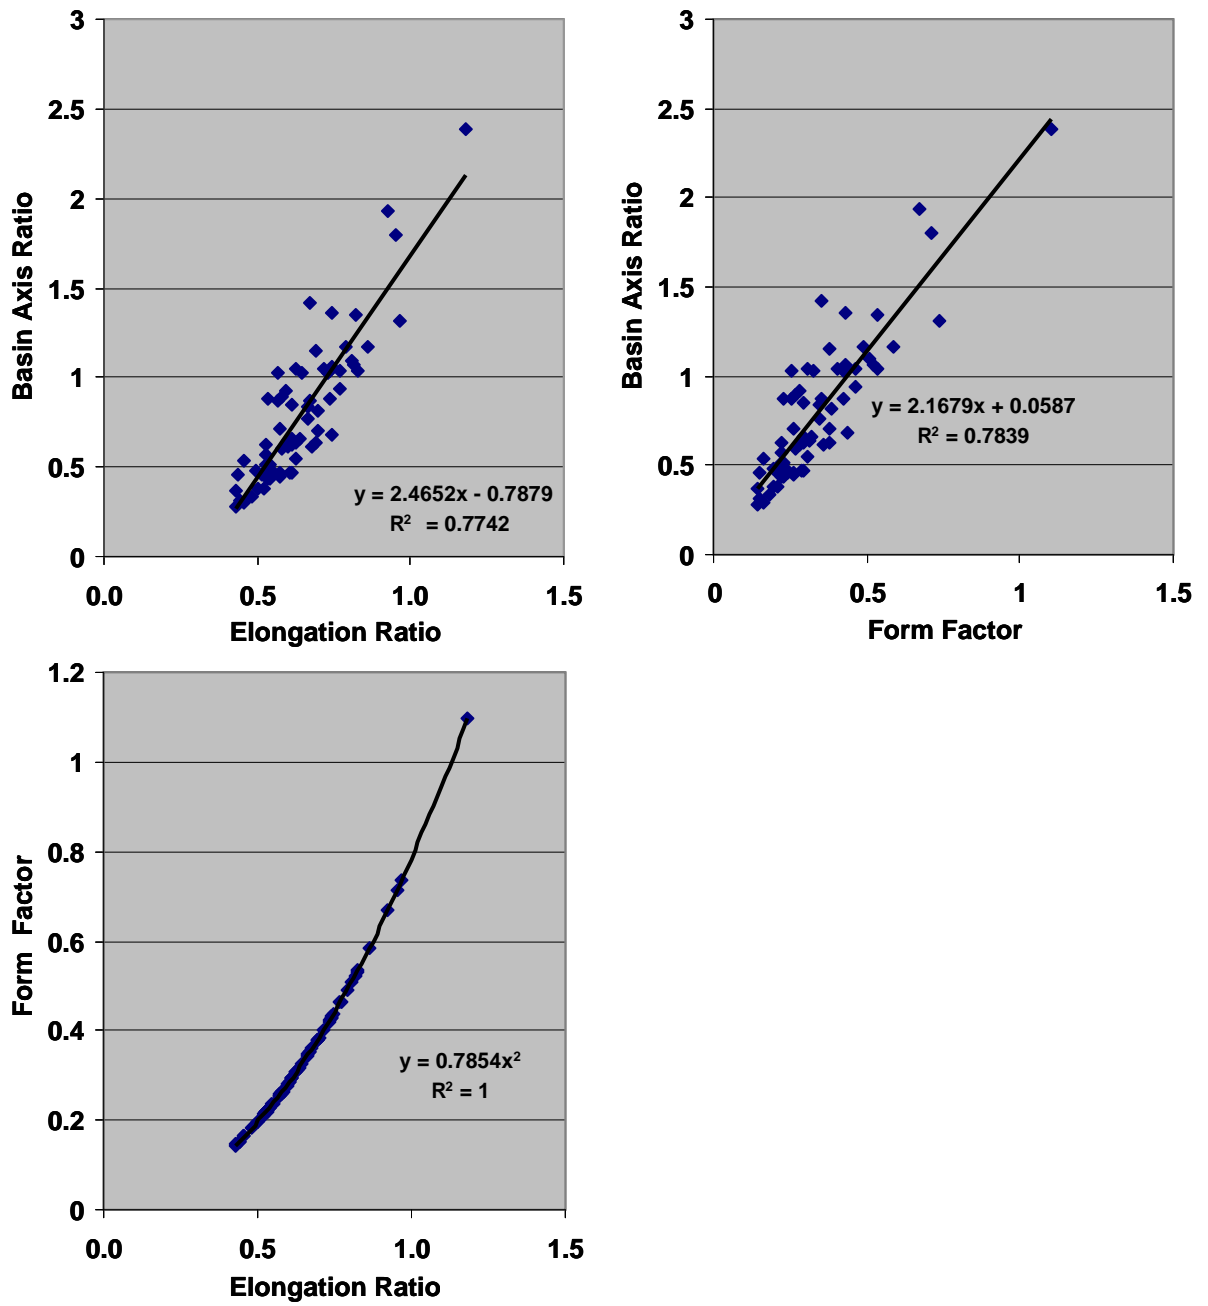 3
2.5
2
1.5
1
0.5
0
Basin Axis Ratio
y = 2.4652x - 0.7879
R² = 0.7742
0.0 0.5 1.0 1.5
Elongation Ratio
3
2.5
2
1.5
1
0.5
0
Basin Axis Ratio
y = 2.1679x + 0.0587
R² = 0.7839
0 0.5 1 1.5
Form Factor
1.2
1
0.8
0.6
0.4
0.2
0
Form Factor
y = 0.7854x²
R² = 1
0.0 0.5 1.0 1.5
Elongation Ratio